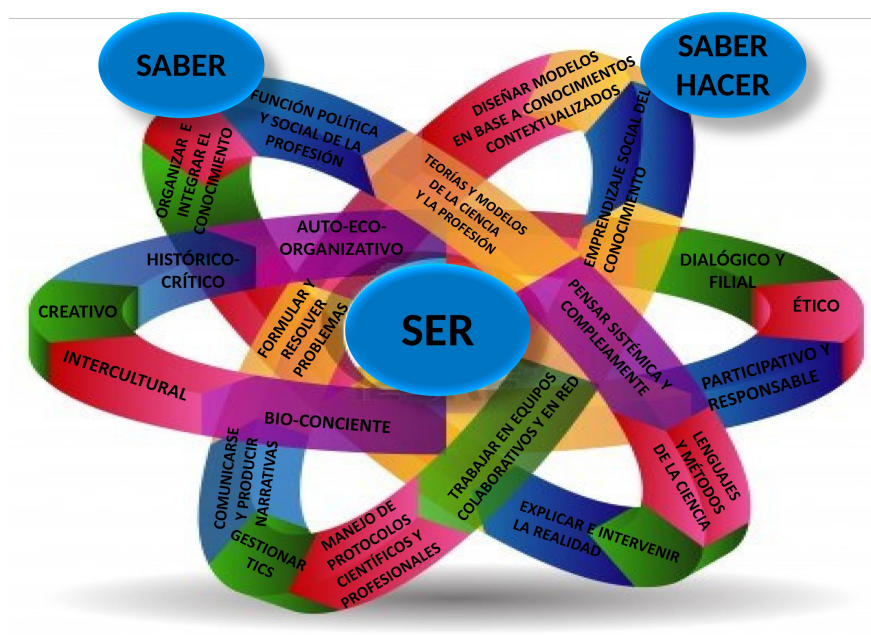 SABER
SABER
HACER
FUNCIÓN POLÍTICA
Y SOCIAL DE LA
PROFESIÓN
DISEÑAR MODELOS
EN BASE A CONOCIMIENTOS
CONTEXTUALIZADOS
ORGANIZAR E
INTEGRAR EL
CONOCIMIENTO
TEORÍAS Y MODELOS
DE LA CIENCIA
Y LA PROFESIÓN
EMPRENDIZAJE SOCIAL DEL
CONOCIMIENTO
AUTO-ECO-
ORGANIZATIVO
HISTÓRICO-
CRÍTICO
DIALÓGICO Y
FILIAL
CREATIVO
ÉTICO
FORMULAR Y
RESOLVER
PROBLEMAS
SER
PENSAR SISTÉMICA Y
COMPLEJAMENTE
INTERCULTURAL
PARTICIPATIVO Y
RESPONSABLE
BIO-CONCIENTE
TRABAJAR EN EQUIPOS
COLABORATIVOS Y EN RED
COMUNICARSE
Y PRODUCIR
NARRATIVAS
LENGUAJES
Y MÉTODOS
DE LA CIENCIA
GESTIONAR
TICS
MANEJO DE
PROTOCOLOS
CIENTÍFICOS Y
PROFESIONALES
EXPLICAR E INTERVENIR
LA REALIDAD